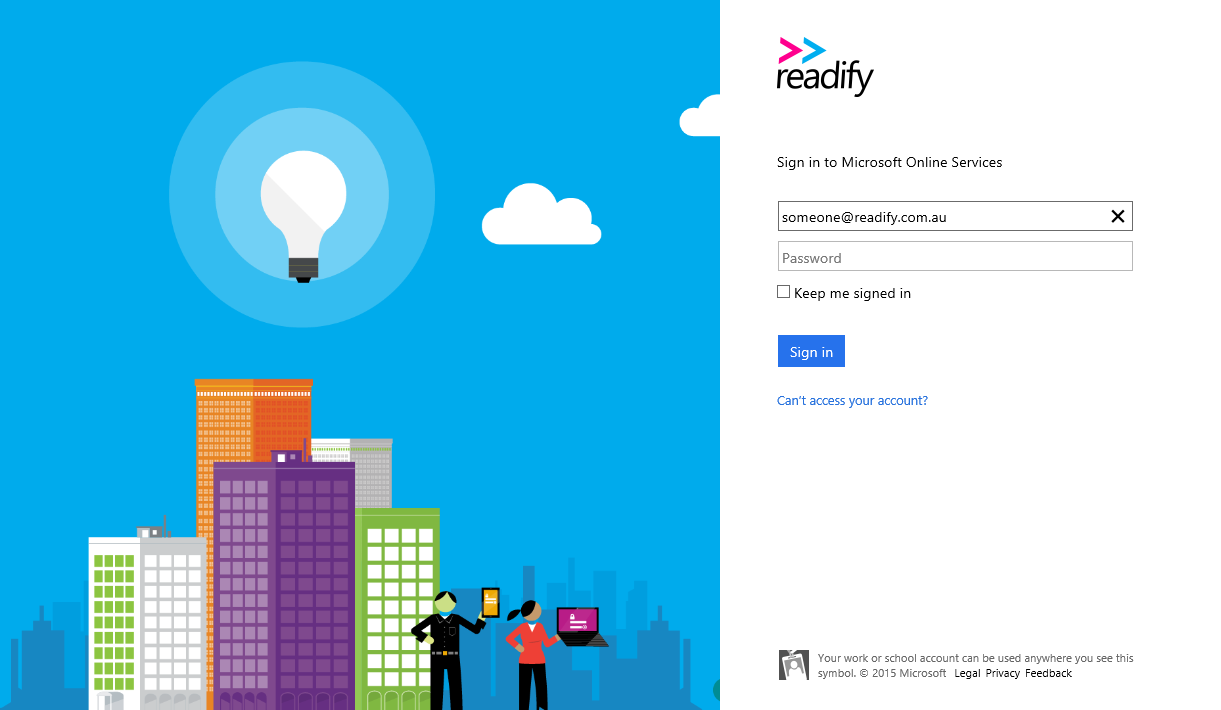 readify
Sign in to Microsoft Online Services
someone@readify.com.au
Password
Keep me signed in
Sign in
Can't access your account?
Your work or school account can be used anywhere you see this
symbol. © 2015 Microsoft Legal Privacy Feedback